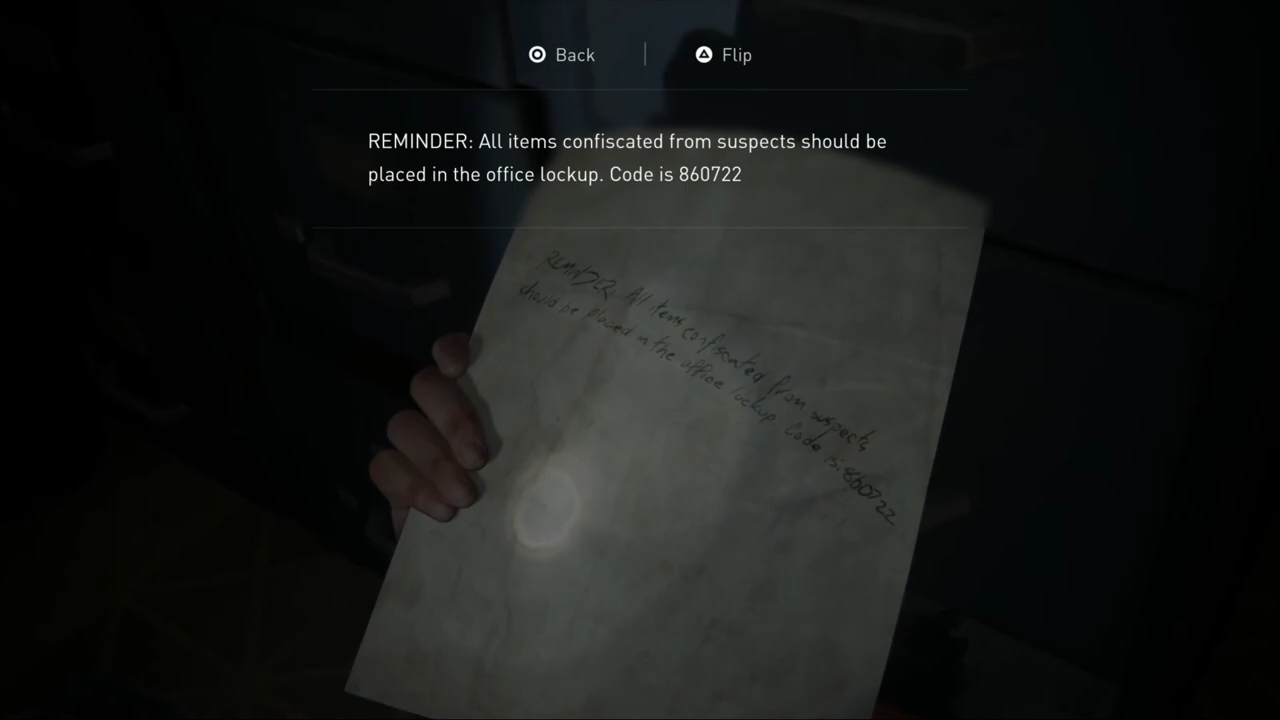 Back | Flip
REMINDER: All items confiscated from suspects should be
placed in the office lockup. Code is 860722
REMINDER: All items confiscated from suspects
should be placed in the office lockup. Code is: 860722